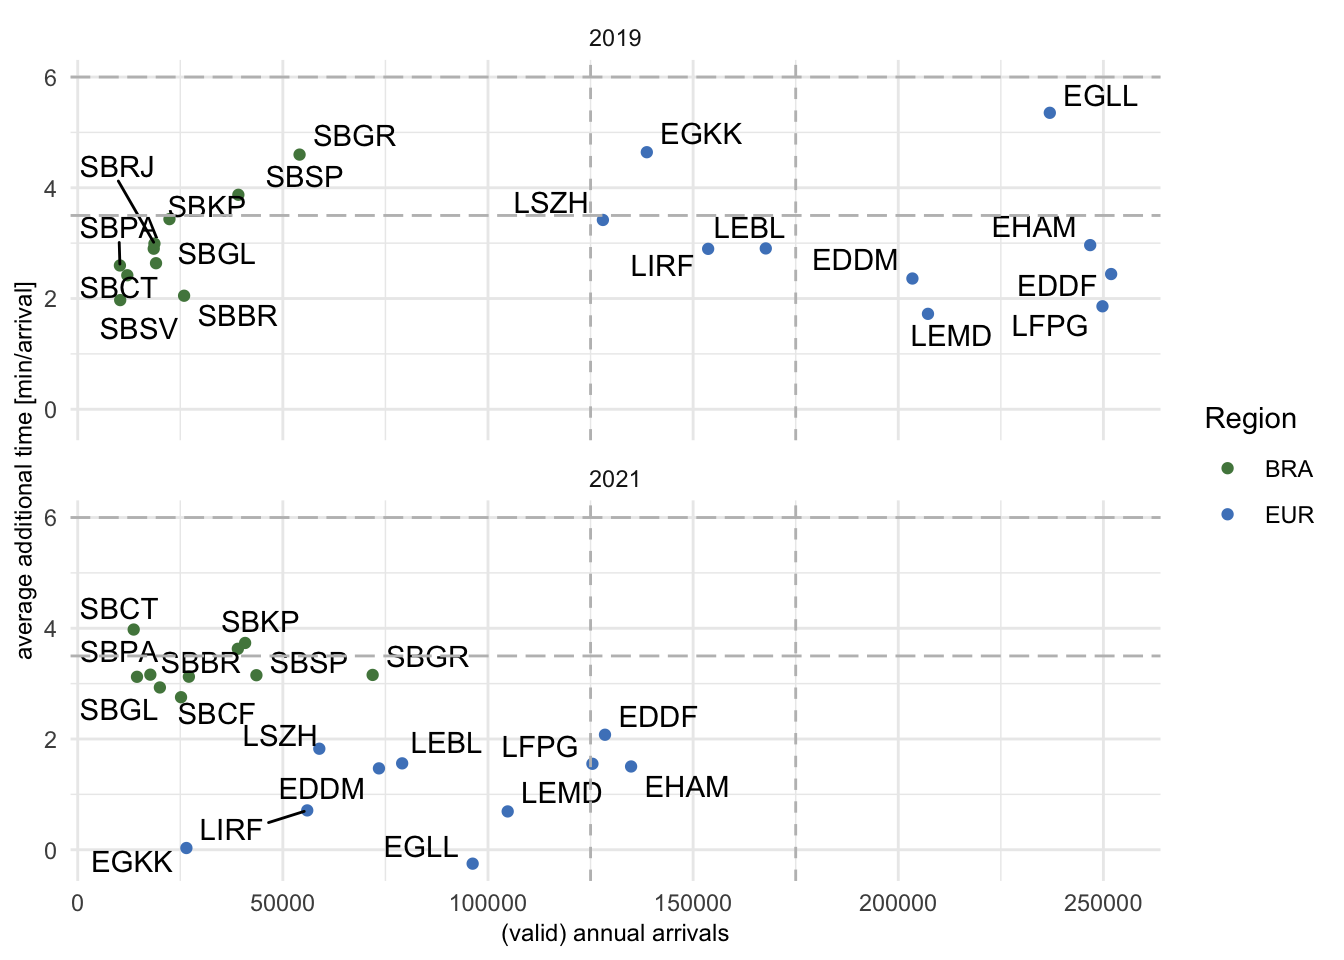 2019
6
EGLL
SBGR
EGKK
SBRJ
SBSP
4
SBKP
LSZH
SBPA
LEBL
EHAM
SBGL
LIRF
EDDM
SBCT
EDDF
2
SBBR
SBSV
LEMD
LFPG
0
2021
6
SBCT
4
SBKP
SBPA
SBBR
SBSP
SBGR
SBGL
SBCF
EDDF
2
LSZH
LEBL
LFPG
EDDM
LEMD
EHAM
LIRF
EGLL
0
EGKK
0
50000
100000
150000
200000
250000
(valid) annual arrivals
average additional time [min/arrival]
Region
BRA
EUR